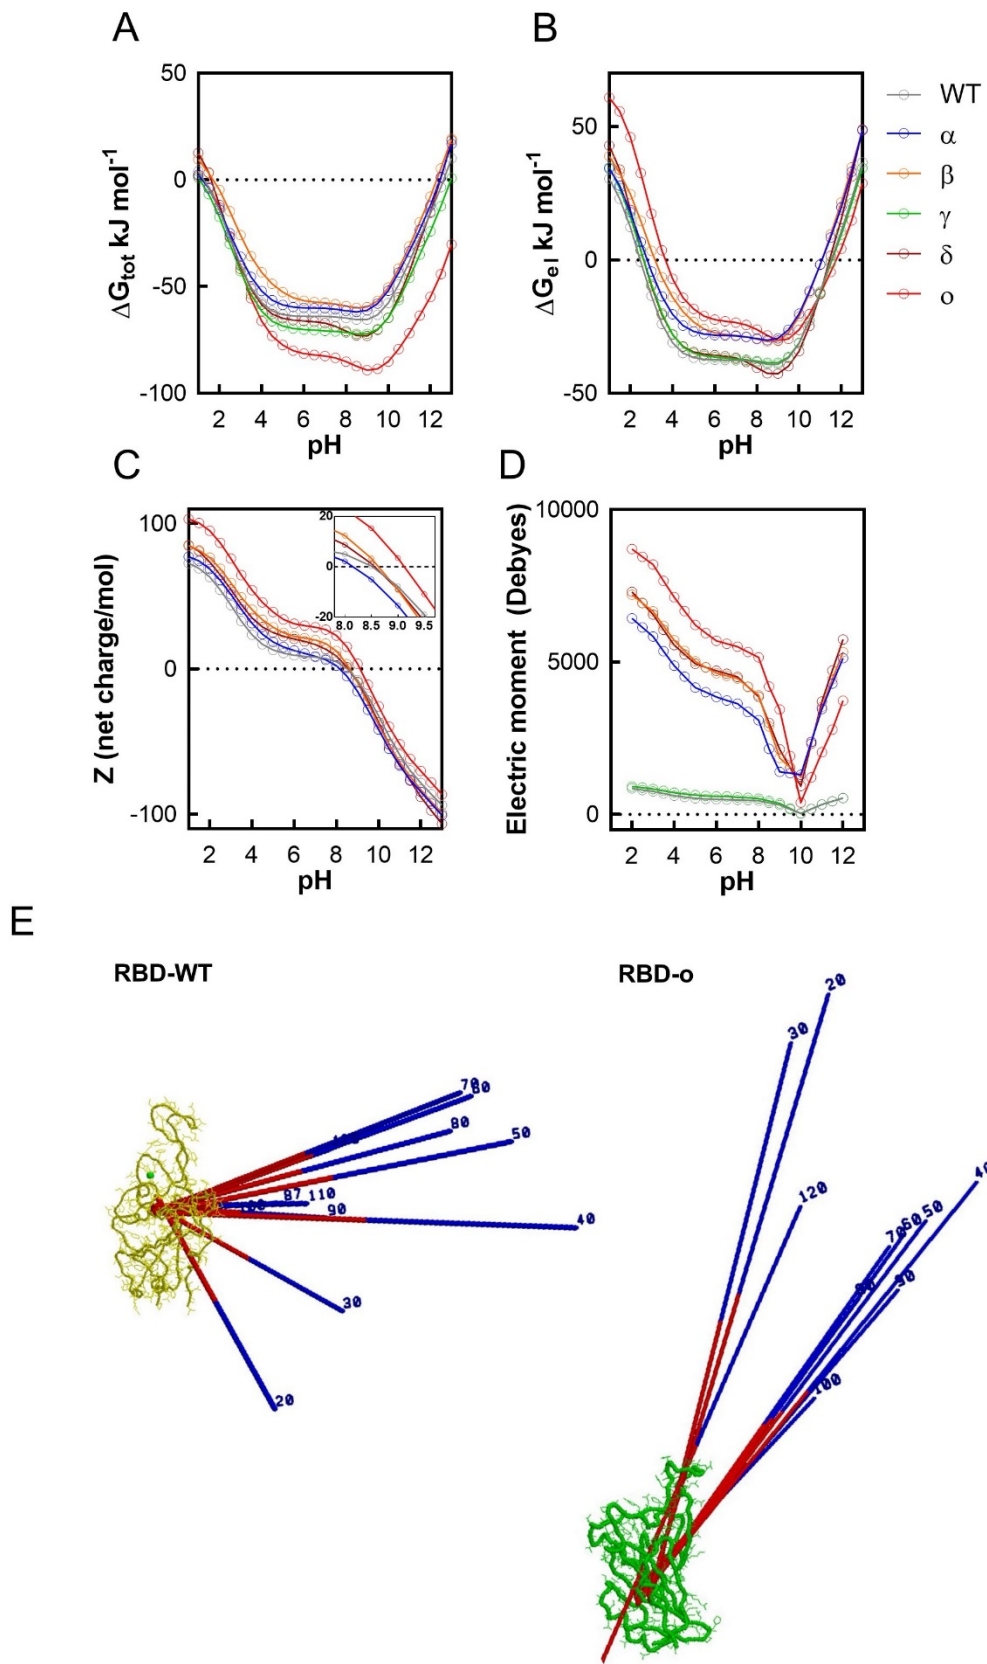 A
B
50
0
-50
-100
ΔG_tot kJ mol⁻¹
2 4 6 8 10 12
pH
50
0
-50
ΔG_el kJ mol⁻¹
2 4 6 8 10 12
pH
WT
α
β
γ
δ
ο
C
D
100
0
-100
Z (net charge/mol)
2 4 6 8 10 12
pH
20
0
-20
8.0 8.5 9.0 9.5
10000
5000
0
Electric moment (Debyes)
2 4 6 8 10 12
pH
E
RBD-WT
RBD-o
70
80
50
87 110
90
40
30
20
20
30
120
40
50
60
70
90
100